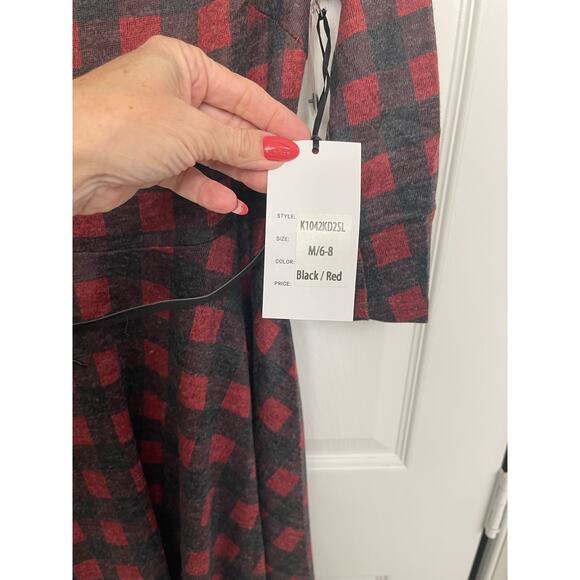 STYLE: K1042KD2SL
SIZE: M/6-8
COLOR:
Black / Red
PRICE: